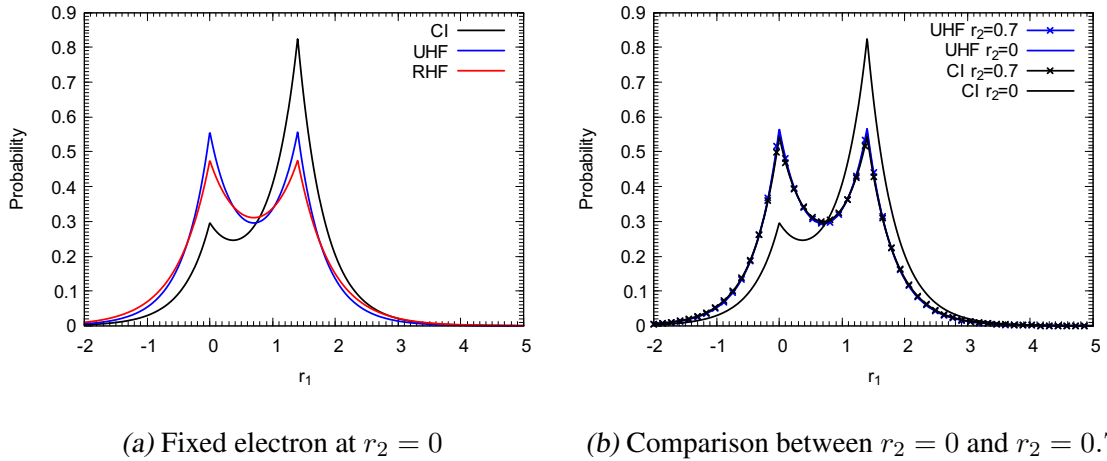 0.9
0.8
0.7
0.6
0.5
0.4
0.3
0.2
0.1
0
Probability
-2 -1 0 1 2 3 4 5
r1
CI
UHF
RHF
(a) Fixed electron at r2 = 0
0.9
0.8
0.7
0.6
0.5
0.4
0.3
0.2
0.1
0
Probability
-2 -1 0 1 2 3 4 5
r1
UHF r2=0.7
UHF r2=0
CI r2=0.7
CI r2=0
(b) Comparison between r2 = 0 and r2 = 0.